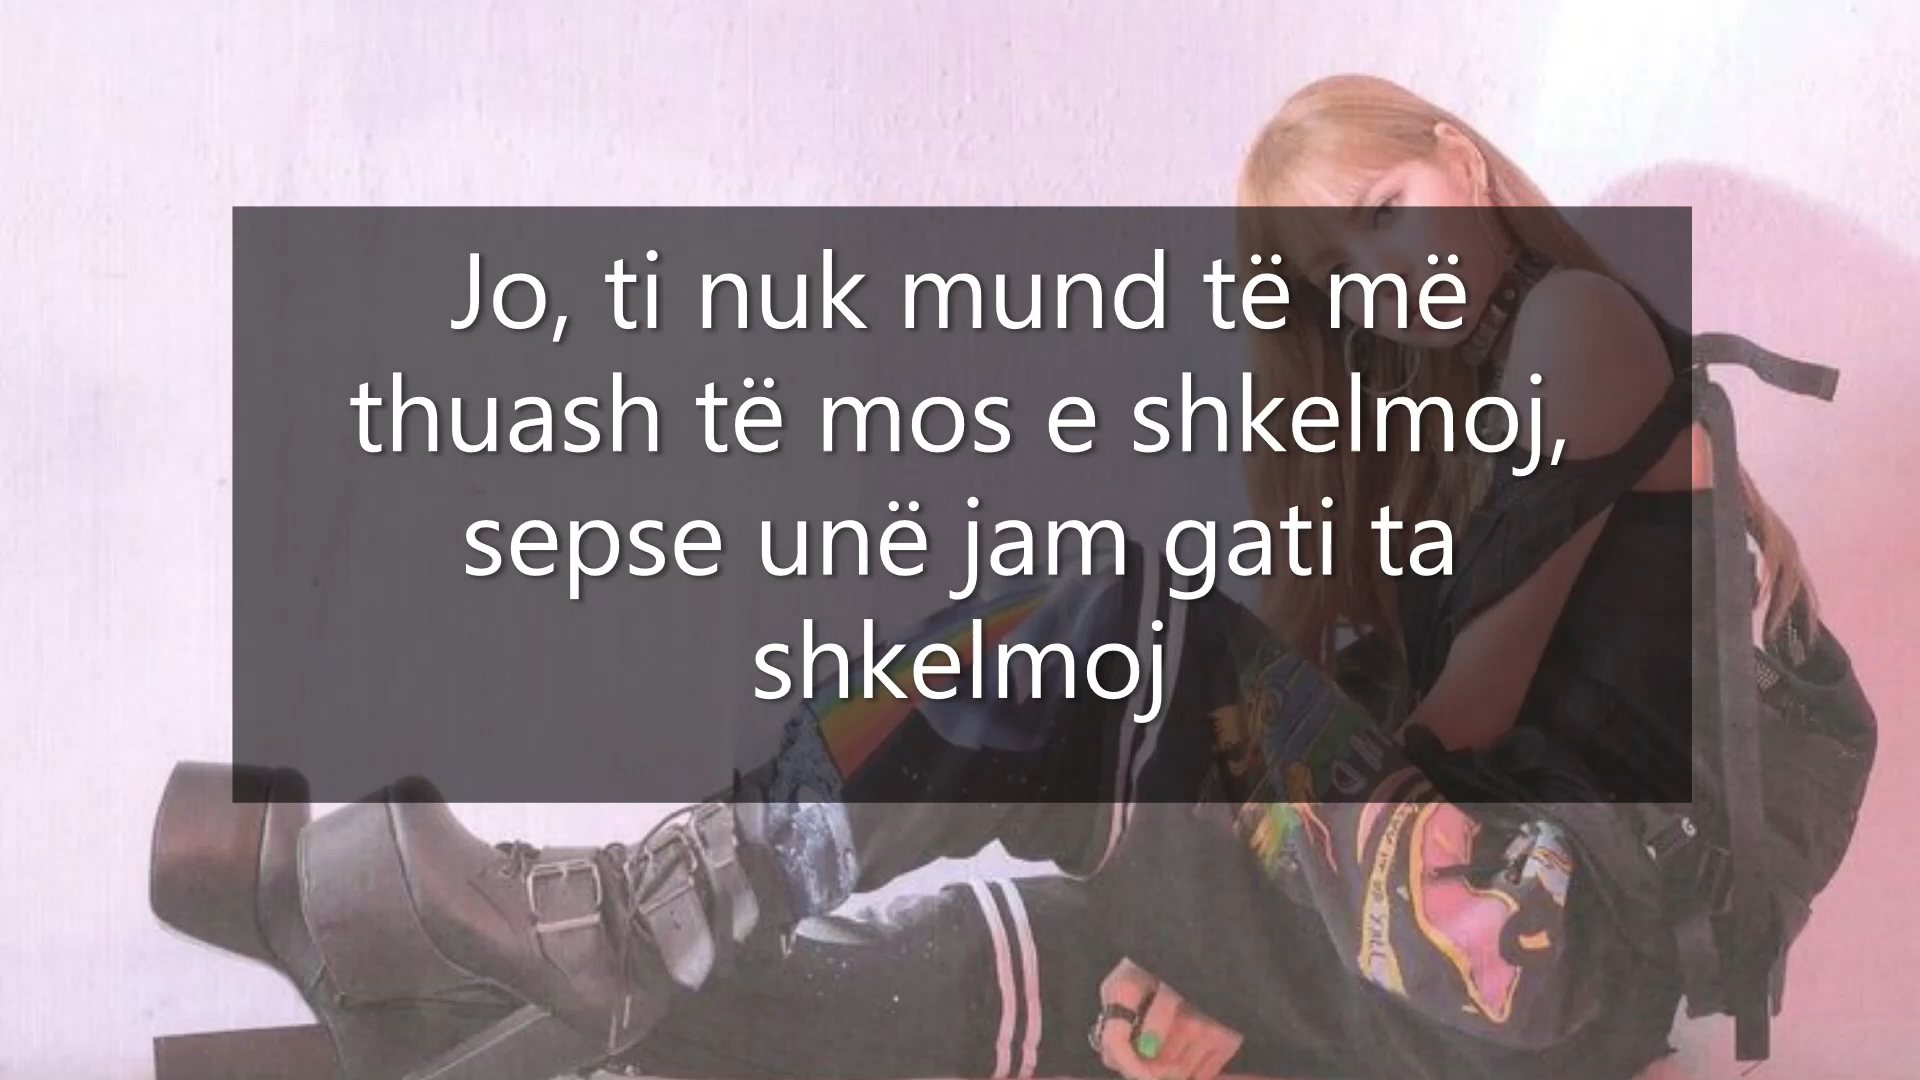 Jo, ti nuk mund të më
thuash të mos e shkelmoj,
sepse unë jam gati ta
shkelmoj